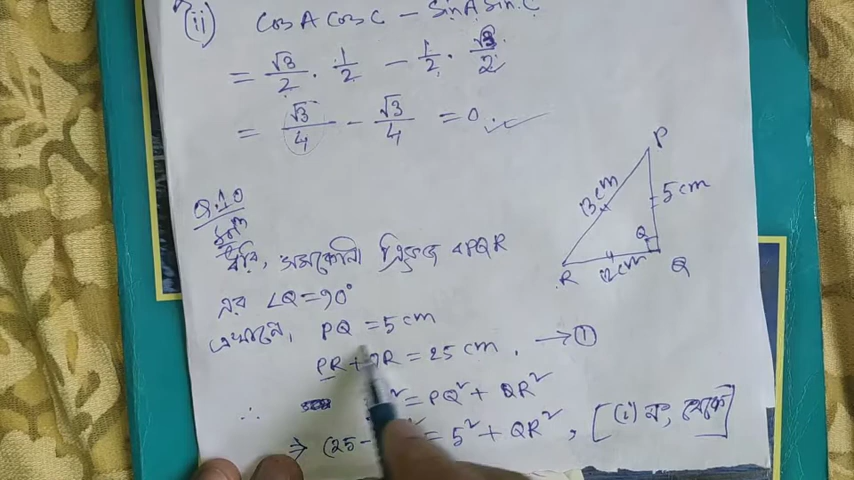 (ii) Cos A Cos C – Sin A Sin C
= √3/2 . 1/2 – 1/2 . √3/2
= √3/4 – √3/4 = 0.
Q.10
ধরি, সমকোনী ত্রিভুজ PQR
এর ∠Q = 90°
এখানে, PQ = 5 cm
PR + QR = 25 cm . → ①
∴ = PQ² + QR²
⇒ (25 – = 5² + QR² , [(i) নং, থেকে]
P
13 cm
5 cm
Q
R
12 cm
Q